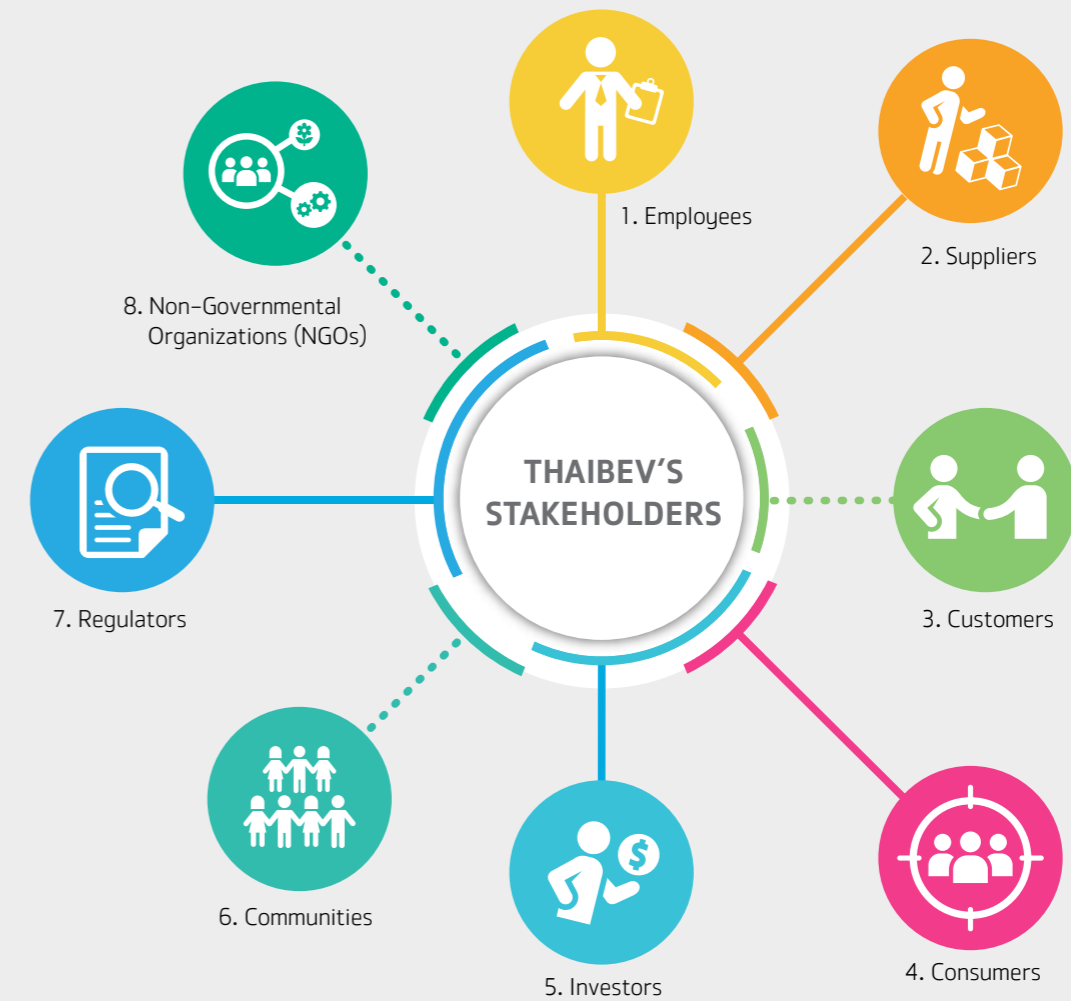 THAIBEV’S
STAKEHOLDERS
1. Employees
2. Suppliers
3. Customers
4. Consumers
5. Investors
6. Communities
7. Regulators
8. Non-Governmental
Organizations (NGOs)
$